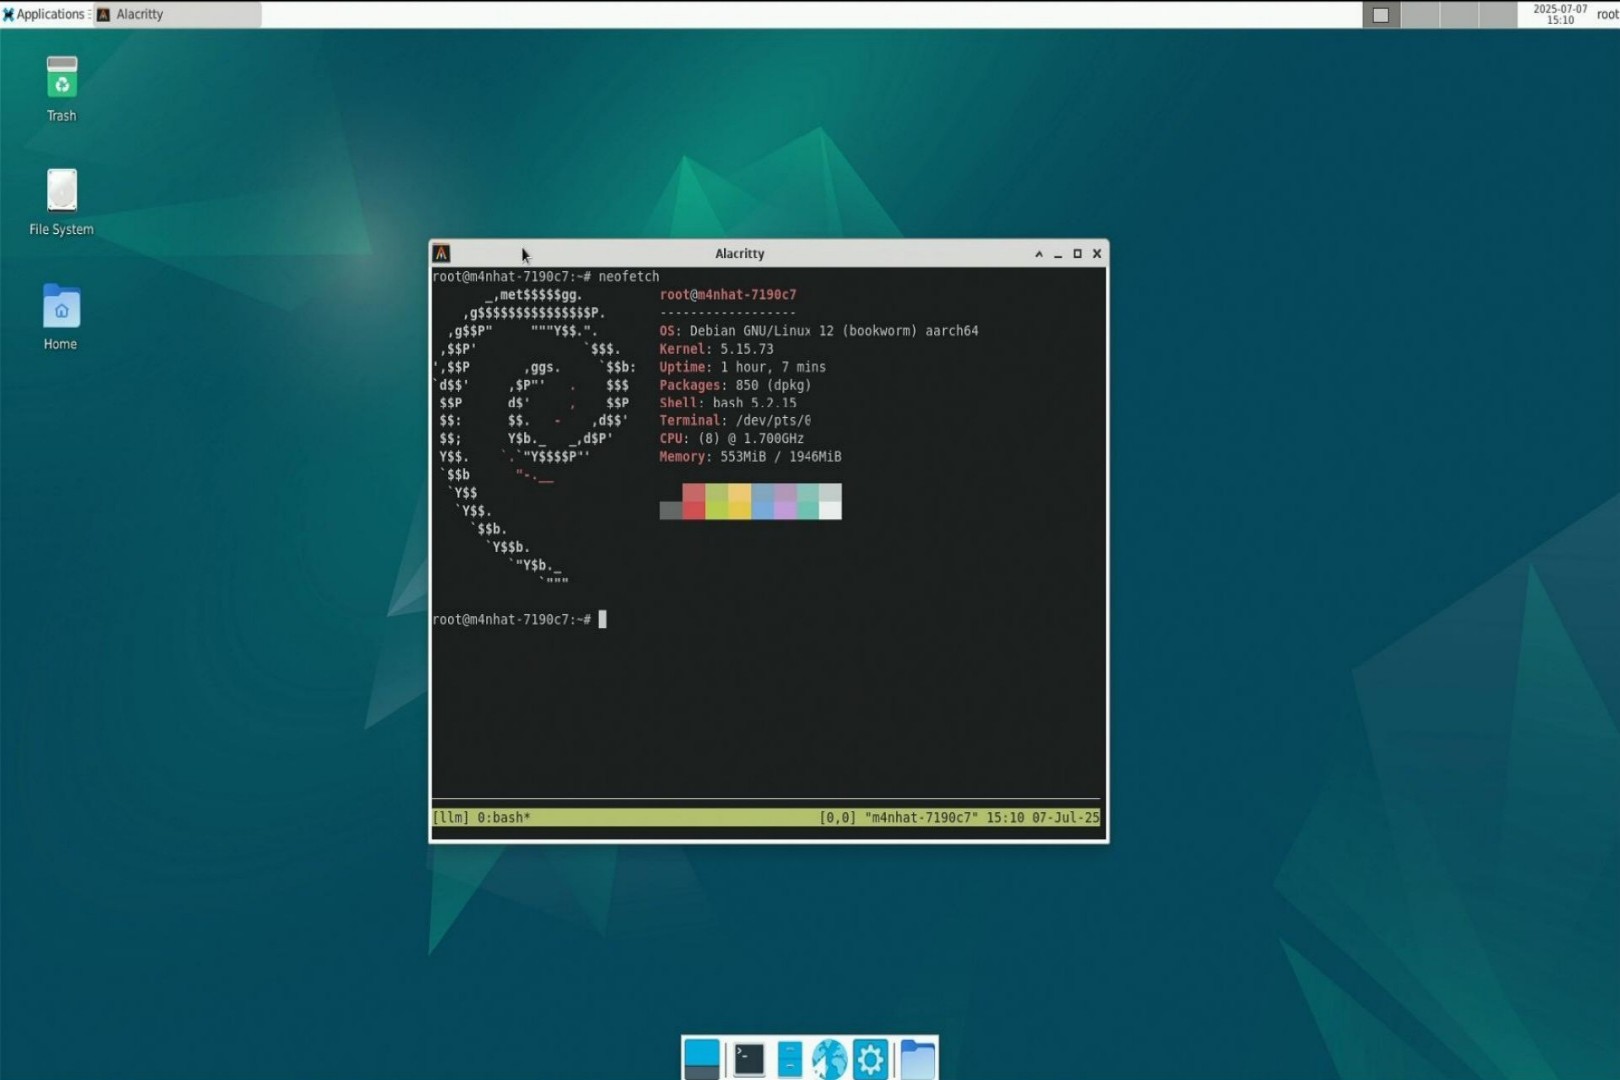 Applications
Alacritty
2025-07-07
15:10
root
Trash
File System
Home
Alacritty
root@m4nhat-7190c7:~# neofetch
       _,met$$$$$gg.          root@m4nhat-7190c7
    ,g$$$$$$$$$$$$$$$P.       ------------------
  ,g$$P"     """Y$$.".        OS: Debian GNU/Linux 12 (bookworm) aarch64
 ,$$P'              `$$$.     Kernel: 5.15.73
',$$P       ,ggs.     `$$b:   Uptime: 1 hour, 7 mins
`d$$'     ,$P"'   .    $$$    Packages: 850 (dpkg)
 $$P      d$'     ,    $$P    Shell: bash 5.2.15
 $$:      $$.   -    ,d$$'    Terminal: /dev/pts/0
 $$;      Y$b._   _,d$P'      CPU: (8) @ 1.700GHz
 Y$$.    `.`"Y$$$$P"'         Memory: 553MiB / 1946MiB
 `$$b      "-.__
  `Y$$
   `Y$$.
     `$$b.
       `Y$$b.
          `"Y$b._
              `"""
root@m4nhat-7190c7:~#
[llm] 0:bash* [0,0] "m4nhat-7190c7" 15:10 07-Jul-25